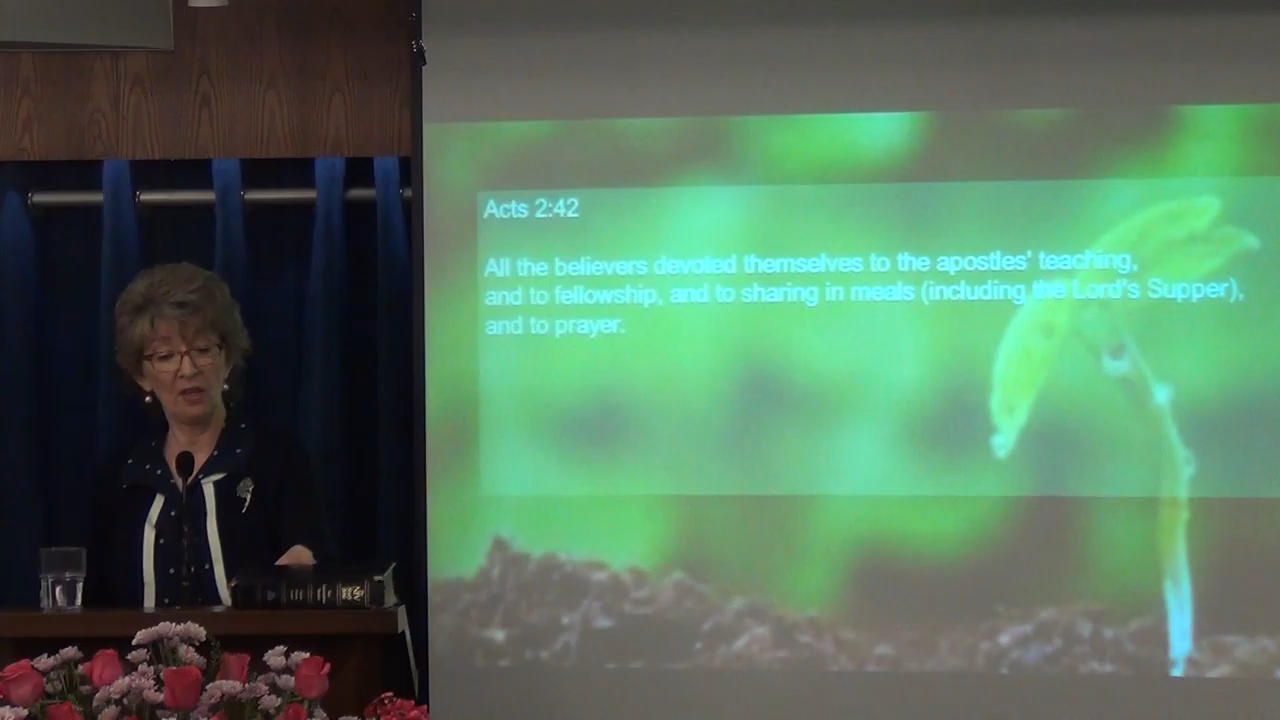 Acts 2:42
All the believers devoted themselves to the apostles' teaching,
and to fellowship, and to sharing in meals (including the Lord's Supper),
and to prayer.